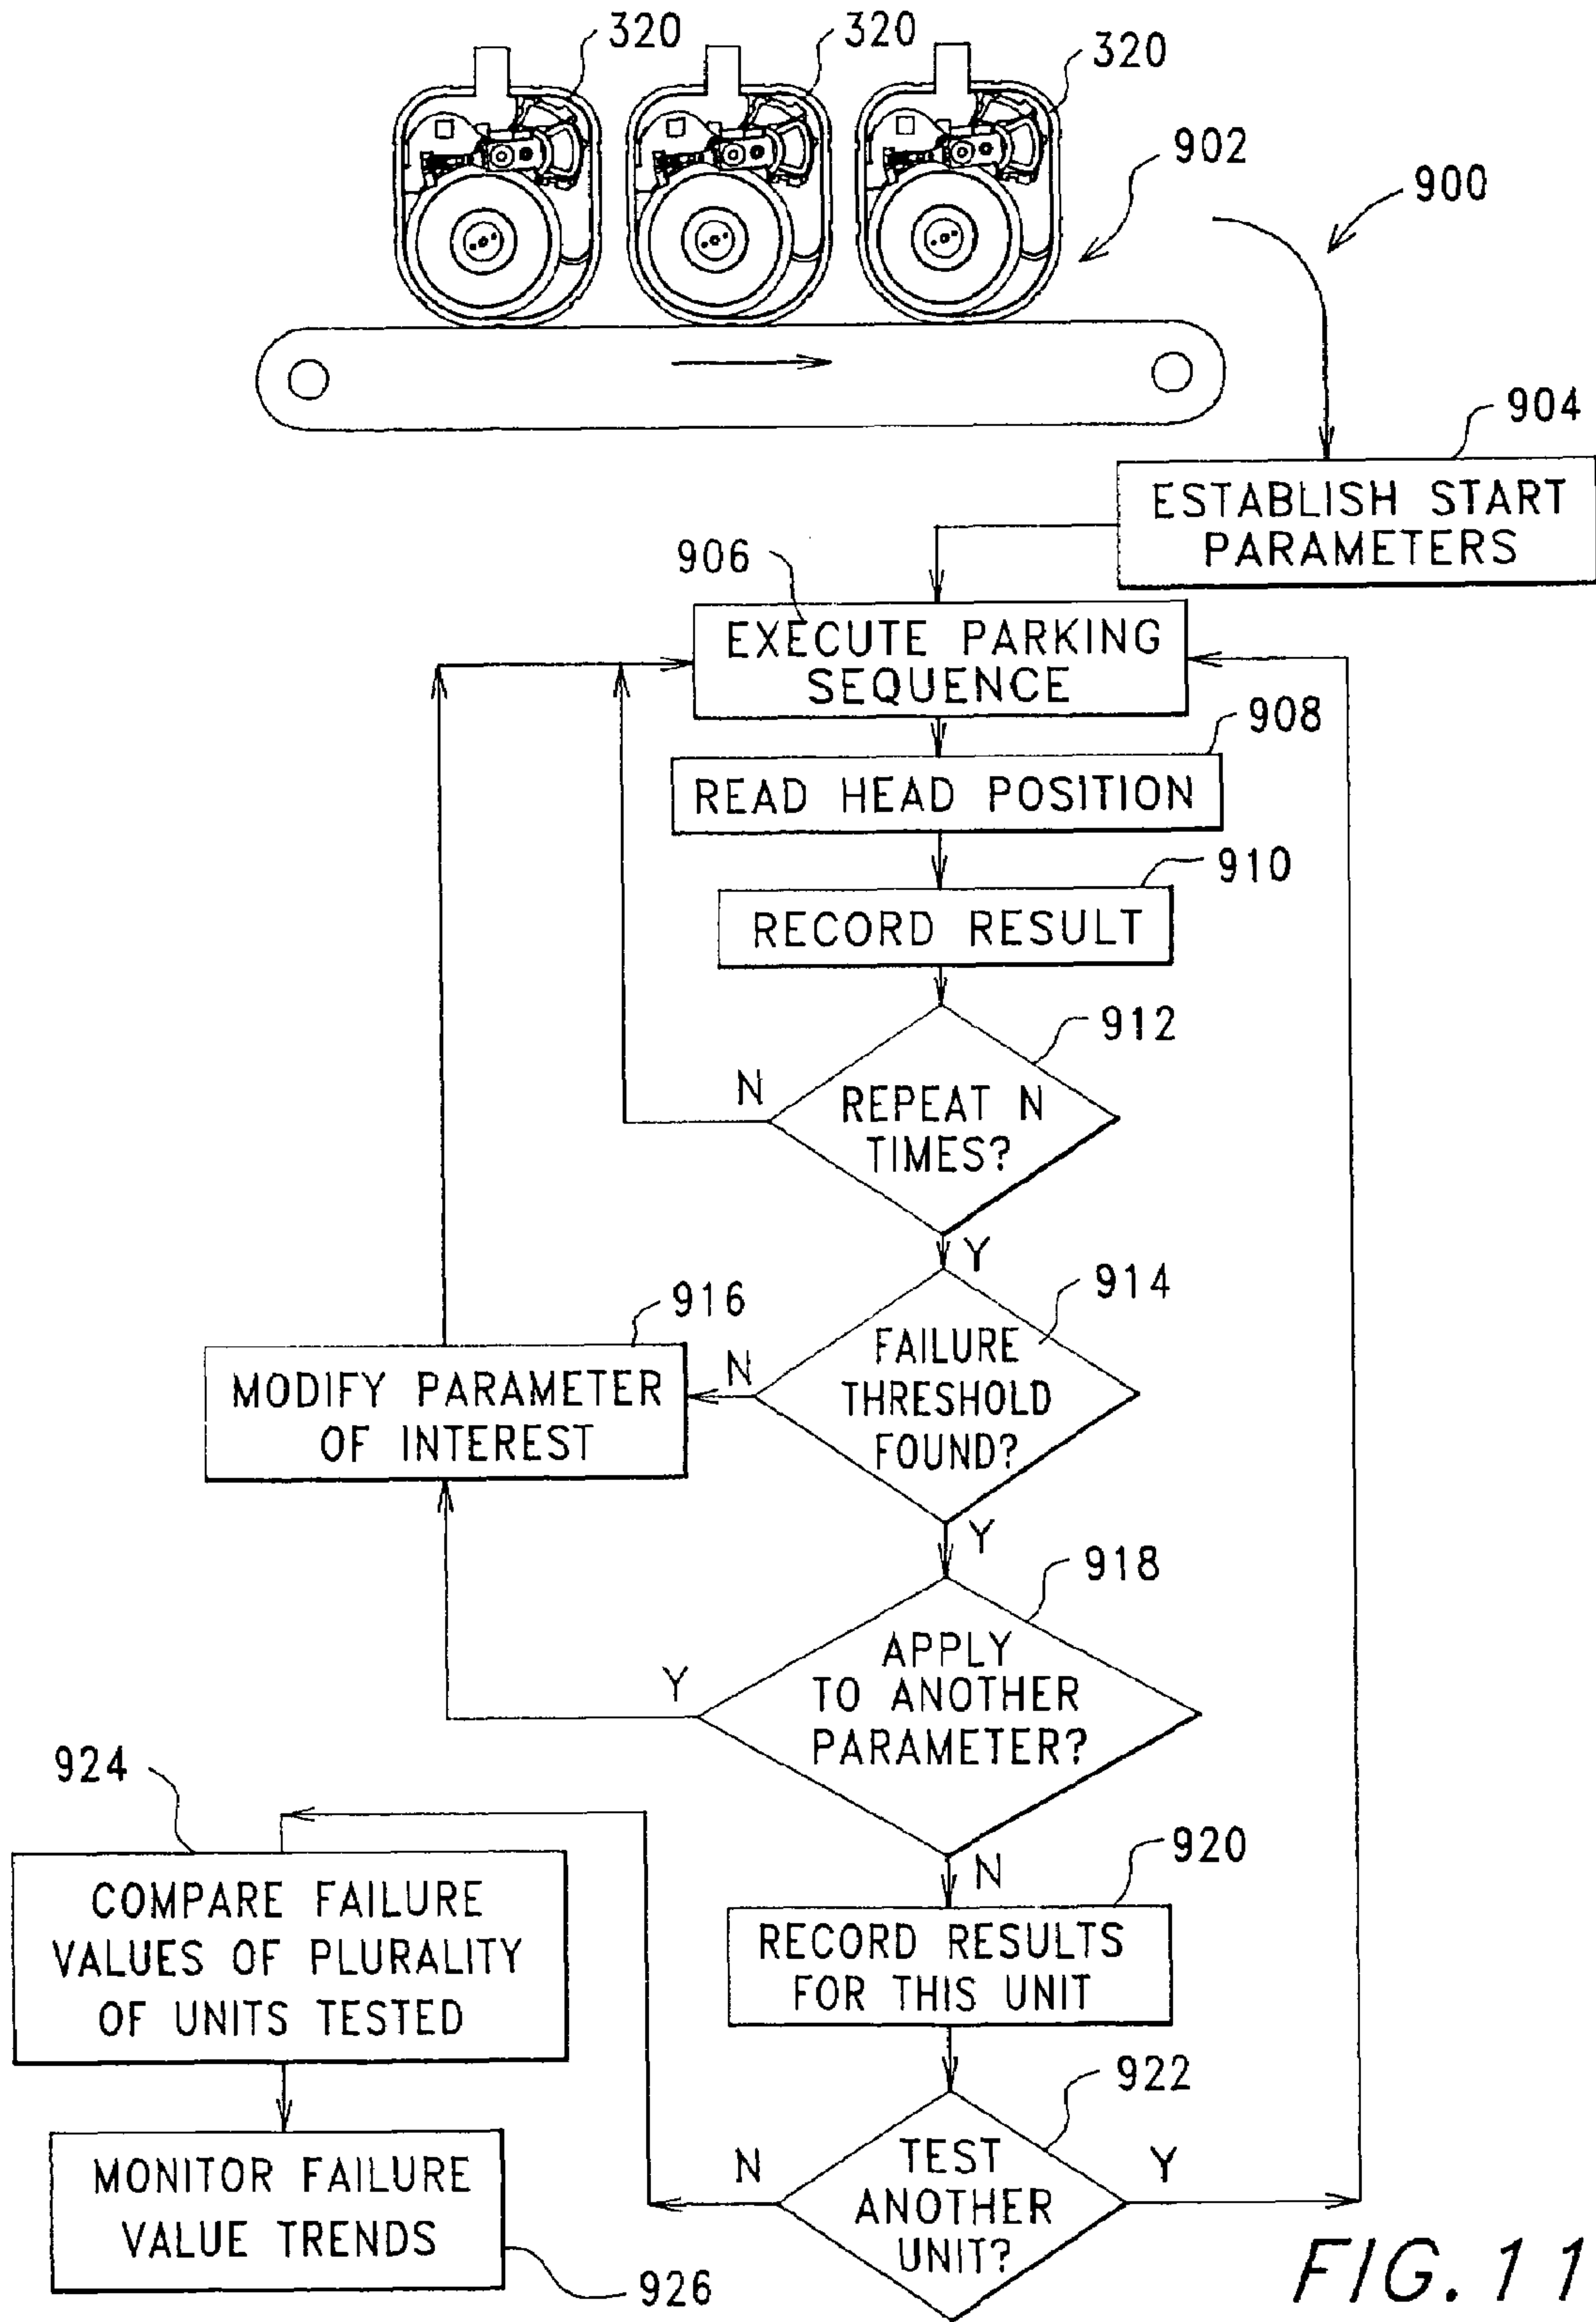 320
320
320
902
900
904
ESTABLISH START
PARAMETERS
906
EXECUTE PARKING
SEQUENCE
908
READ HEAD POSITION
910
RECORD RESULT
912
N
REPEAT N
TIMES?
Y
914
916
FAILURE
THRESHOLD
FOUND?
N
MODIFY PARAMETER
OF INTEREST
Y
918
APPLY
TO ANOTHER
PARAMETER?
Y
924
920
N
COMPARE FAILURE
VALUES OF PLURALITY
OF UNITS TESTED
RECORD RESULTS
FOR THIS UNIT
922
N
TEST
ANOTHER
UNIT?
Y
MONITOR FAILURE
VALUE TRENDS
926
FIG. 11